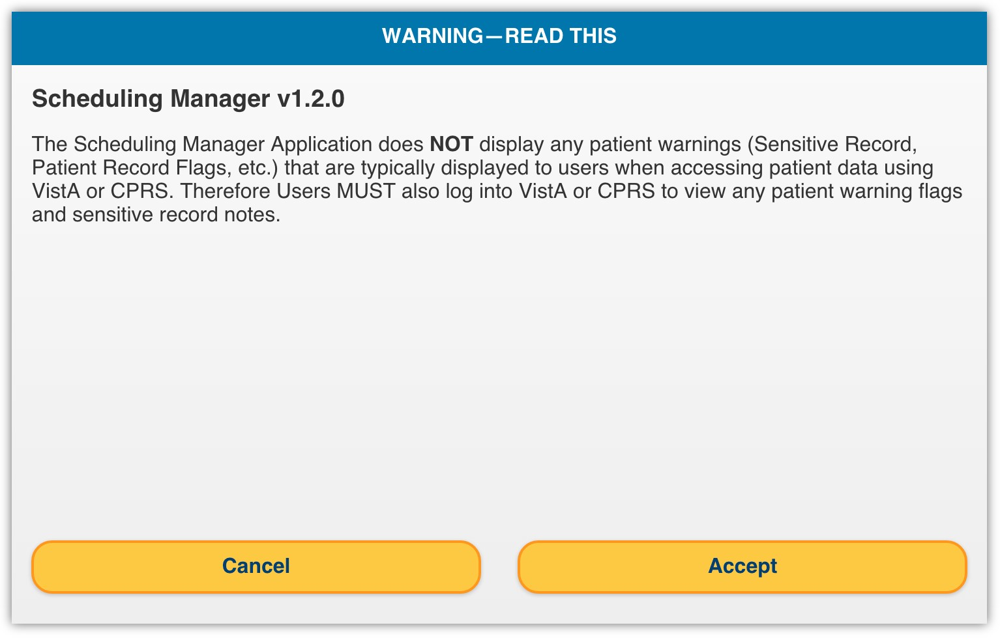 WARNING—READ THIS
Scheduling Manager v1.2.0
The Scheduling Manager Application does NOT display any patient warnings (Sensitive Record,
Patient Record Flags, etc.) that are typically displayed to users when accessing patient data using
VistA or CPRS. Therefore Users MUST also log into VistA or CPRS to view any patient warning flags
and sensitive record notes.
Cancel
Accept